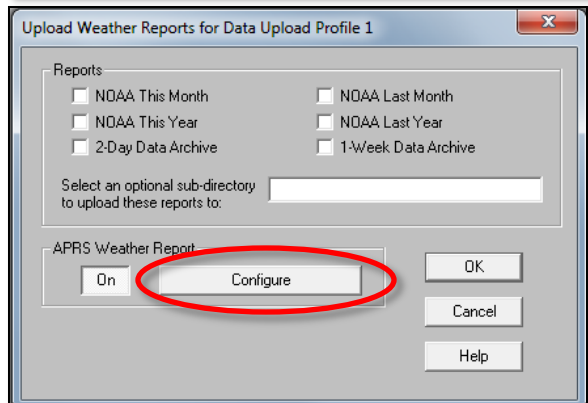 Upload Weather Reports for Data Upload Profile 1
Reports
NOAA This Month
NOAA Last Month
NOAA This Year
NOAA Last Year
2-Day Data Archive
1-Week Data Archive
Select an optional sub-directory
to upload these reports to:
APRS Weather Report
On
Configure
OK
Cancel
Help